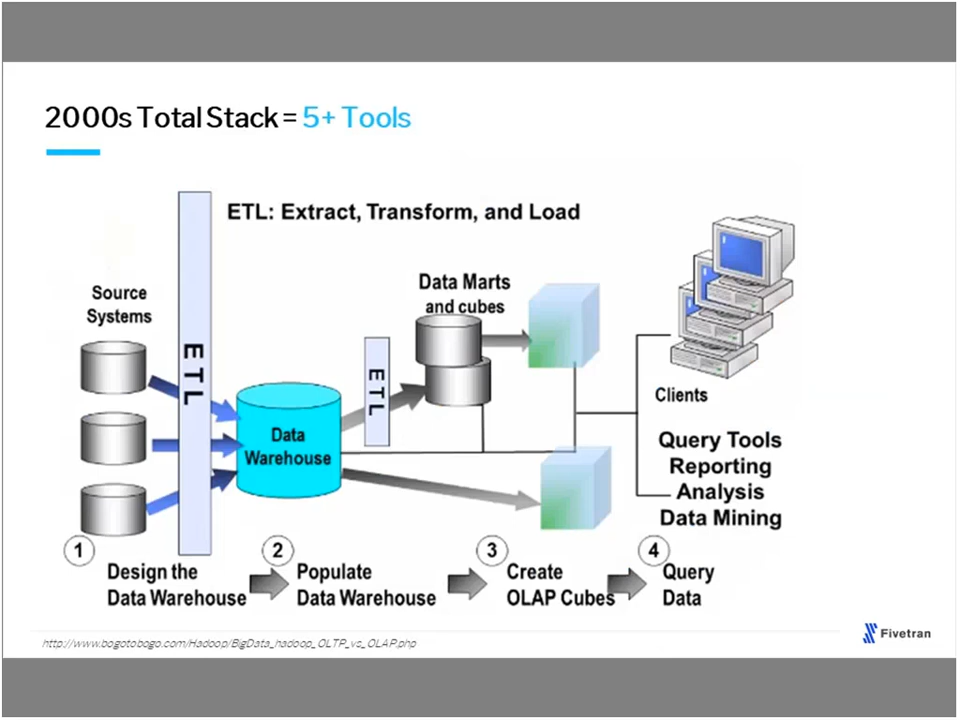 2000s Total Stack = 5+ Tools
ETL: Extract, Transform, and Load
Source
Systems
ETL
Data
Warehouse
ETL
Data Marts
and cubes
Clients
Query Tools
Reporting
Analysis
Data Mining
1
Design the
Data Warehouse
2
Populate
Data Warehouse
3
Create
OLAP Cubes
4
Query
Data
http://www.bogotobogo.com/Hadoop/BigData_hadoop_OLTP_vs_OLAP.php
Fivetran